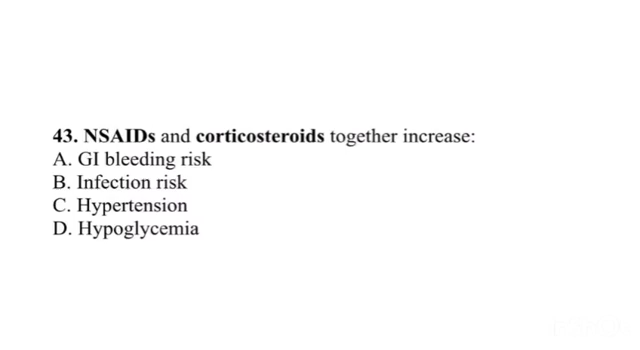 43. NSAIDs and corticosteroids together increase:
A. GI bleeding risk
B. Infection risk
C. Hypertension
D. Hypoglycemia